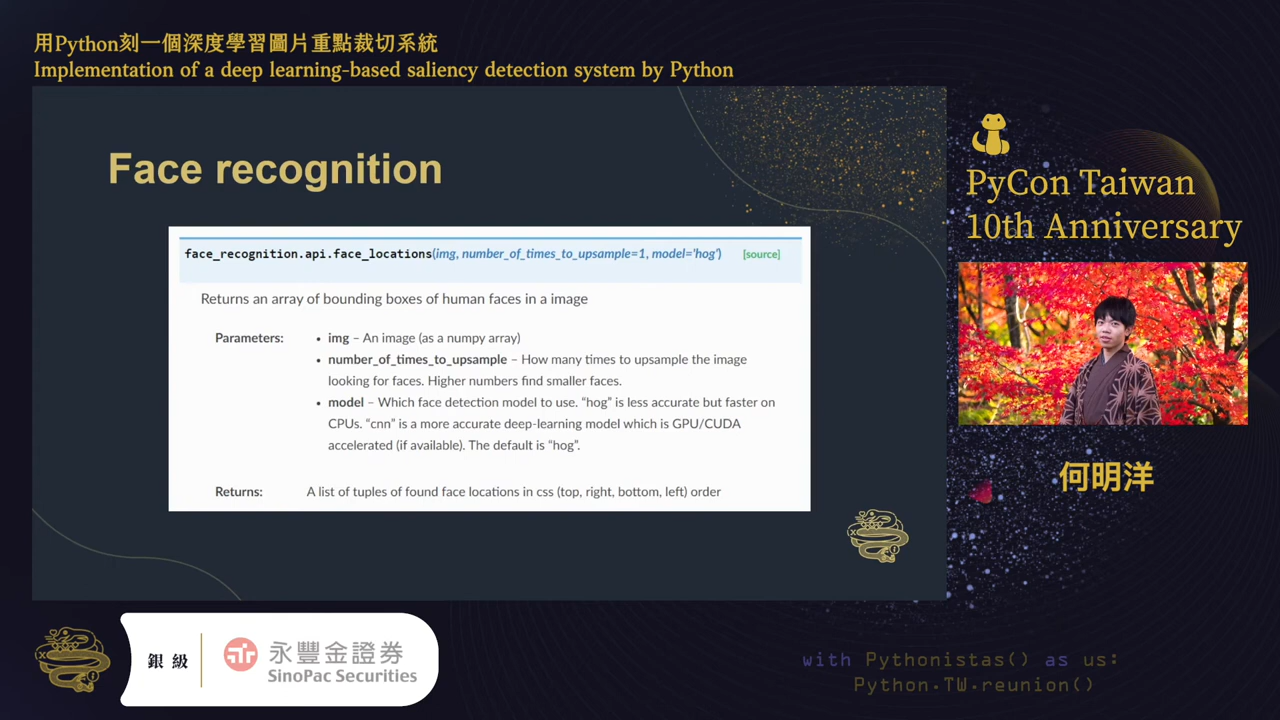 用Python刻一個深度學習圖片重點裁切系統
Implementation of a deep learning-based saliency detection system by Python
Face recognition
face_recognition.api.face_locations(img, number_of_times_to_upsample=1, model='hog') [source]
Returns an array of bounding boxes of human faces in a image
Parameters:
• img – An image (as a numpy array)
• number_of_times_to_upsample – How many times to upsample the image
looking for faces. Higher numbers find smaller faces.
• model – Which face detection model to use. “hog” is less accurate but faster on
CPUs. “cnn” is a more accurate deep-learning model which is GPU/CUDA
accelerated (if available). The default is “hog”.
Returns: A list of tuples of found face locations in css (top, right, bottom, left) order
PyCon Taiwan
10th Anniversary
何明洋
銀級
永豐金證券
SinoPac Securities
with Pythonistas() as us:
Python.TW.reunion()